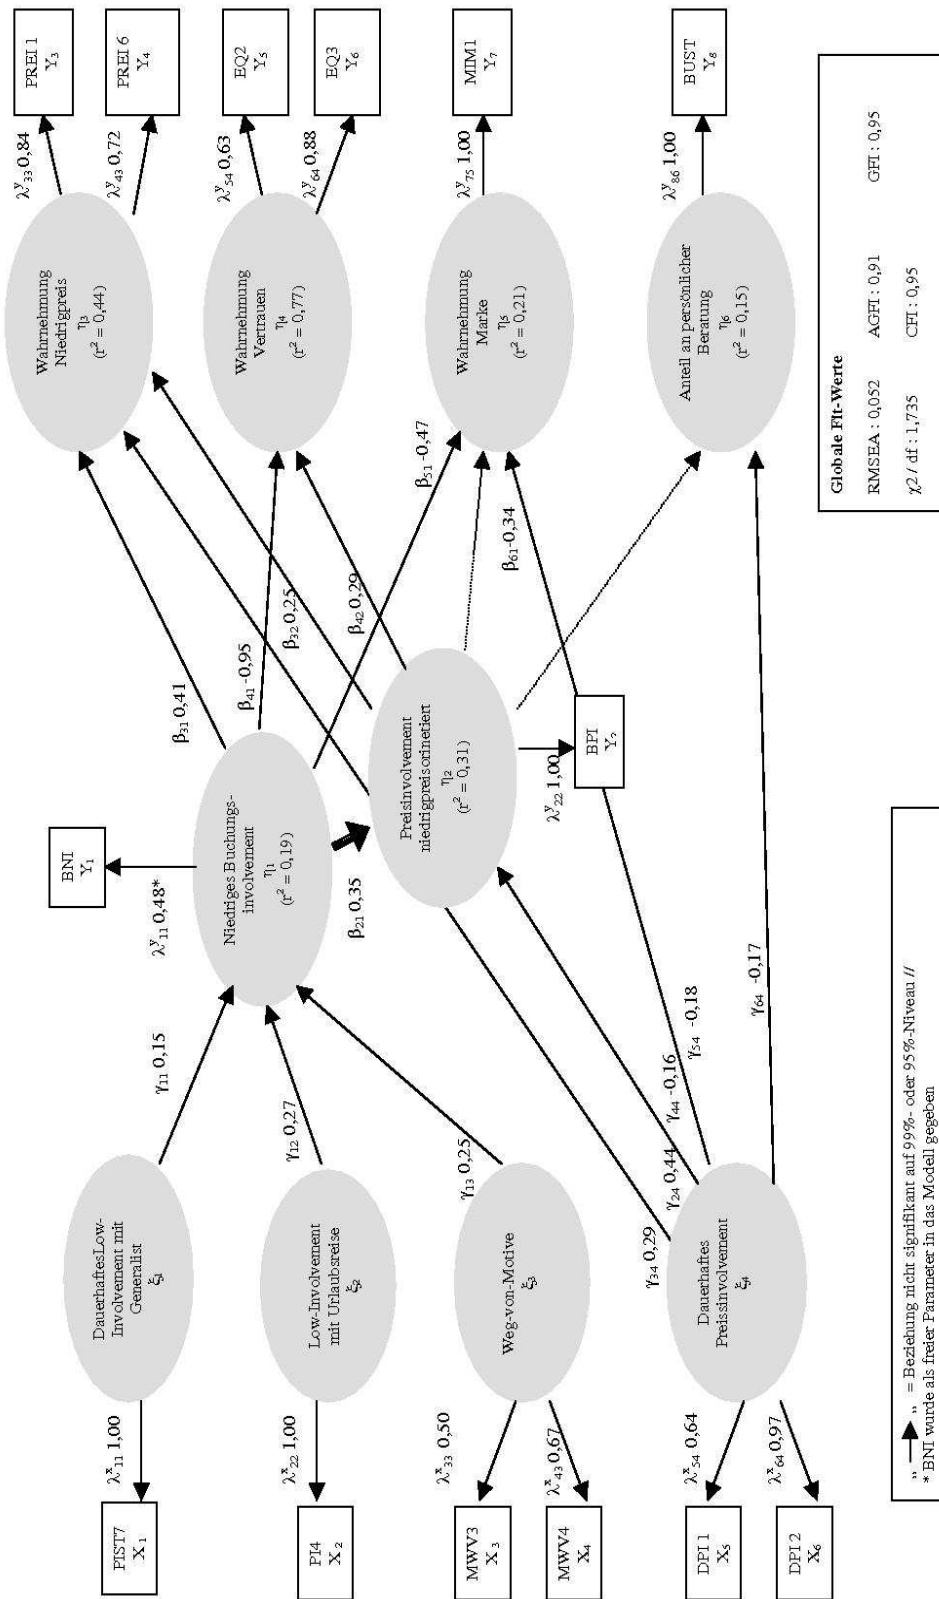 PIST7
X₁
λˣ₁₁ 1,00
DauerhaftesLow-
Involvement mit
Generalist
ξ₁
γ₁₁ 0,15
PI4
X₂
λˣ₂₂ 1,00
Low-Involvement
mit Urlaubsreise
ξ₂
γ₁₂ 0,27
MWV3
X₃
λˣ₃₃ 0,50
MWV4
X₄
λˣ₄₃ 0,67
Weg-von-Motive
ξ₃
γ₁₃ 0,25
DPI 1
X₅
λˣ₅₄ 0,64
DPI 2
X₆
λˣ₆₄ 0,97
Dauerhaftes
Preissinvolvement
ξ₄
γ₃₄ 0,29
γ₂₄ 0,44
γ₄₄ -0,16
γ₅₄ -0,18
γ₆₄ -0,17
BNI
Y₁
λʸ₁₁ 0,48*
Niedriges Buchungs-
involvement
η₁
(r² = 0,19)
β₂₁ 0,35
Preisinvolvement
niedrigpreisorinetiert
η₂
(r² = 0,31)
λʸ₂₂ 1,00
BPI
Y₂
β₃₁ 0,41
β₄₁ -0,95
β₃₂ 0,25
β₄₂ 0,29
β₅₁ -0,47
β₆₁ -0,34
Wahrnehmung
Niedrigpreis
η₃
(r² = 0,44)
λʸ₃₃ 0,84
PREI 1
Y₃
λʸ₄₃ 0,72
PREI 6
Y₄
Wahrnehmung
Vertrauen
η₄
(r² = 0,77)
λʸ₅₄ 0,63
EQ2
Y₅
λʸ₆₄ 0,88
EQ3
Y₆
Wahrnehmung
Marke
η₅
(r² = 0,21)
λʸ₇₅ 1,00
MIM1
Y₇
Anteil an persönlicher
Beratung
η₆
(r² = 0,15)
λʸ₈₆ 1,00
BUST
Y₈
„ ⟶ „ = Beziehung nicht signifikant auf 99%- oder 95%-Niveau //
* BNI wurde als freier Parameter in das Modell gegeben
Globale Fit-Werte
RMSEA : 0,052 AGFI : 0,91 GFI : 0,95
χ2 / df : 1,735 CFI : 0,95